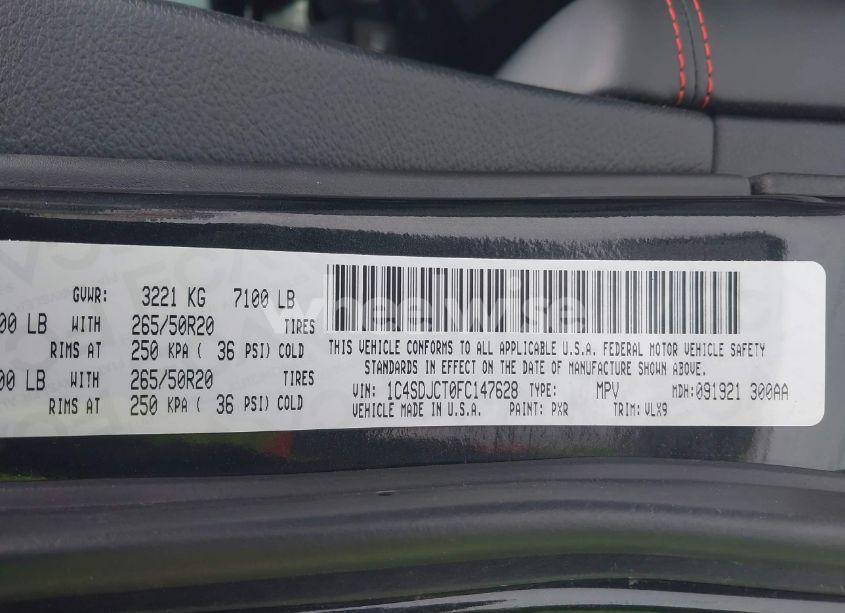 GVWR: 3221 KG 7100 LB
00 LB WITH 265/50R20 TIRES
RIMS AT 250 KPA ( 36 PSI) COLD
00 LB WITH 265/50R20 TIRES
RIMS AT 250 KPA ( 36 PSI) COLD
wheelwise
THIS VEHICLE CONFORMS TO ALL APPLICABLE U.S.A. FEDERAL MOTOR VEHICLE SAFETY
STANDARDS IN EFFECT ON THE DATE OF MANUFACTURE SHOWN ABOVE.
VIN: 1C4SDJCT0FC147628 TYPE: MPV MDH:091921 300AA
VEHICLE MADE IN U.S.A. PAINT: PXR TRIM:VLX9